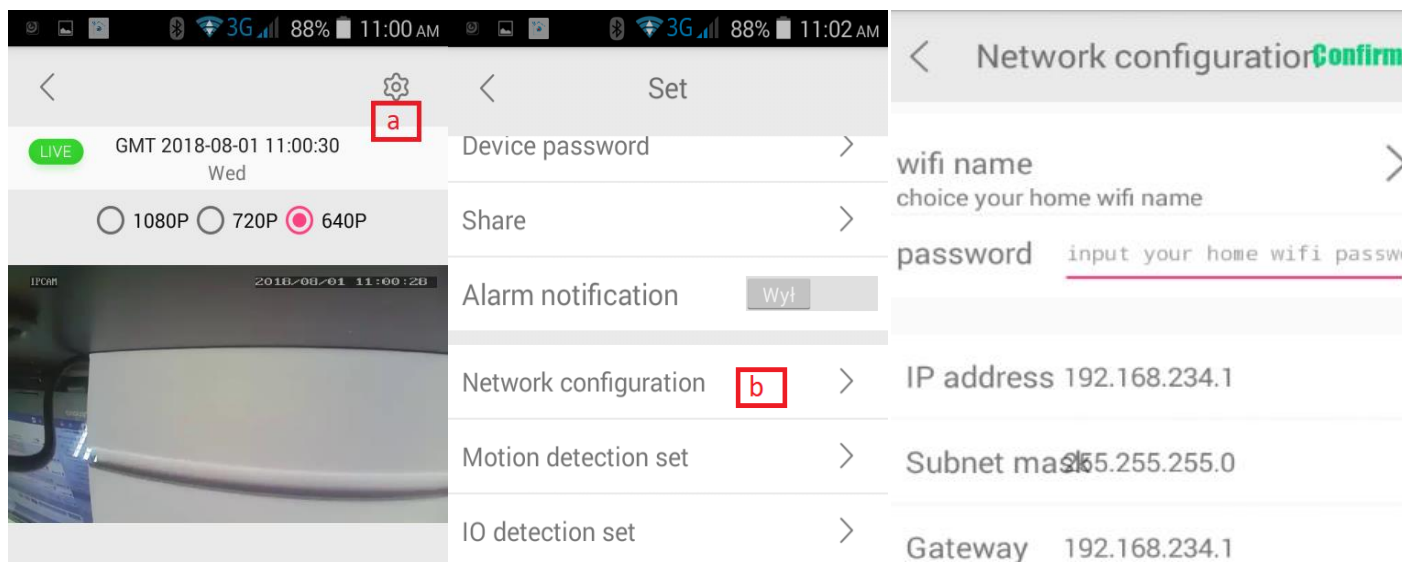 3G 88% 11:00 AM
a
LIVE
GMT 2018-08-01 11:00:30
Wed
1080P 720P 640P
IPCAM 2018/08/01 11:00:28
3G 88% 11:02 AM
Set
Device password
Share
Alarm notification Wył
Network configuration b
Motion detection set
IO detection set
Network configuration Confirm
wifi name
choice your home wifi name
password input your home wifi passw
IP address 192.168.234.1
Subnet mask 255.255.255.0
Gateway 192.168.234.1